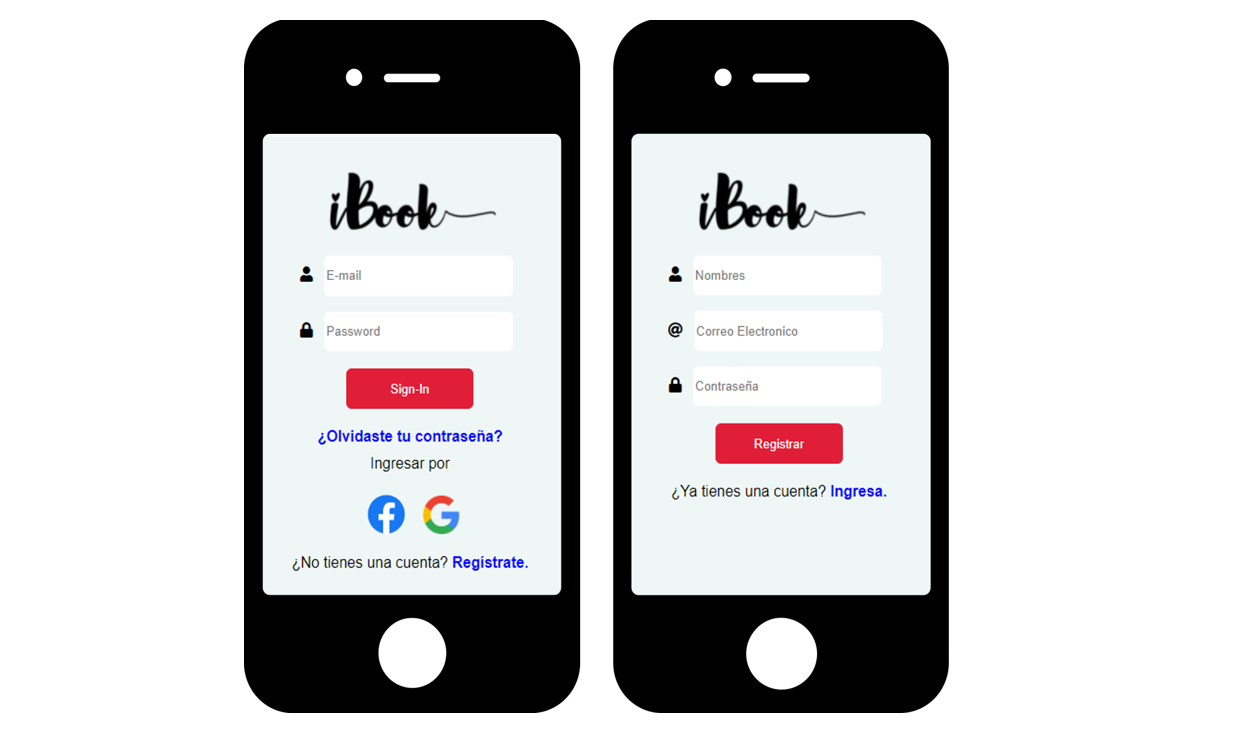 iBook
E-mail
Password
Sign-In
¿Olvidaste tu contraseña?
Ingresar por
¿No tienes una cuenta? Regístrate.
iBook
Nombres
@ Correo Electronico
Contraseña
Registrar
¿Ya tienes una cuenta? Ingresa.